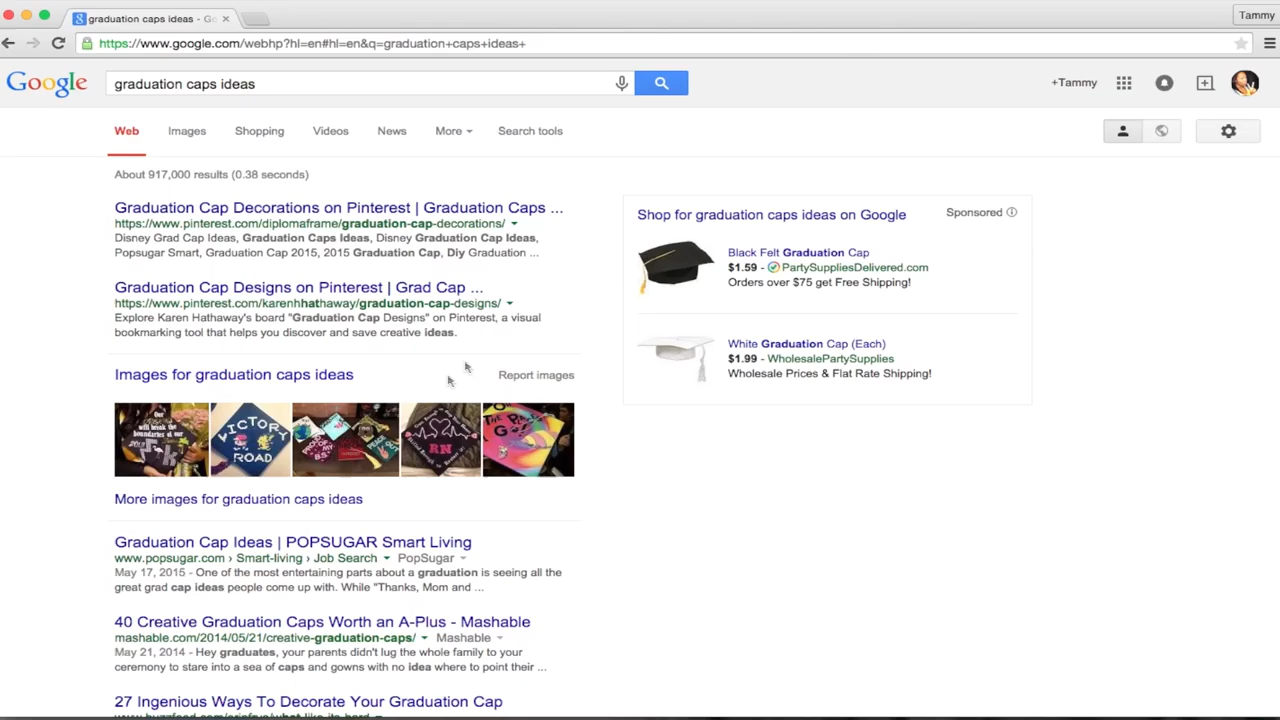 graduation caps ideas - Go
Tammy
https://www.google.com/webhp?hl=en#hl=en&q=graduation+caps+ideas+
Google
graduation caps ideas
+Tammy
Web Images Shopping Videos News More Search tools
About 917,000 results (0.38 seconds)
Graduation Cap Decorations on Pinterest | Graduation Caps ...
https://www.pinterest.com/diplomaframe/graduation-cap-decorations/
Disney Grad Cap Ideas, Graduation Caps Ideas, Disney Graduation Cap Ideas,
Popsugar Smart, Graduation Cap 2015, 2015 Graduation Cap, Diy Graduation ...
Graduation Cap Designs on Pinterest | Grad Cap ...
https://www.pinterest.com/karenhhathaway/graduation-cap-designs/
Explore Karen Hathaway's board "Graduation Cap Designs" on Pinterest, a visual
bookmarking tool that helps you discover and save creative ideas.
Images for graduation caps ideas
Report images
VICTORY
ROAD
RN
More images for graduation caps ideas
Graduation Cap Ideas | POPSUGAR Smart Living
www.popsugar.com › Smart-living › Job Search PopSugar
May 17, 2015 - One of the most entertaining parts about a graduation is seeing all the
great grad cap ideas people come up with. While "Thanks, Mom and ...
40 Creative Graduation Caps Worth an A-Plus - Mashable
mashable.com/2014/05/21/creative-graduation-caps/ Mashable
May 21, 2014 - Hey graduates, your parents didn't lug the whole family to your
ceremony to stare into a sea of caps and gowns with no idea where to point their ...
27 Ingenious Ways To Decorate Your Graduation Cap
Shop for graduation caps ideas on Google
Sponsored
Black Felt Graduation Cap
$1.59 - PartySuppliesDelivered.com
Orders over $75 get Free Shipping!
White Graduation Cap (Each)
$1.99 - WholesalePartySupplies
Wholesale Prices & Flat Rate Shipping!